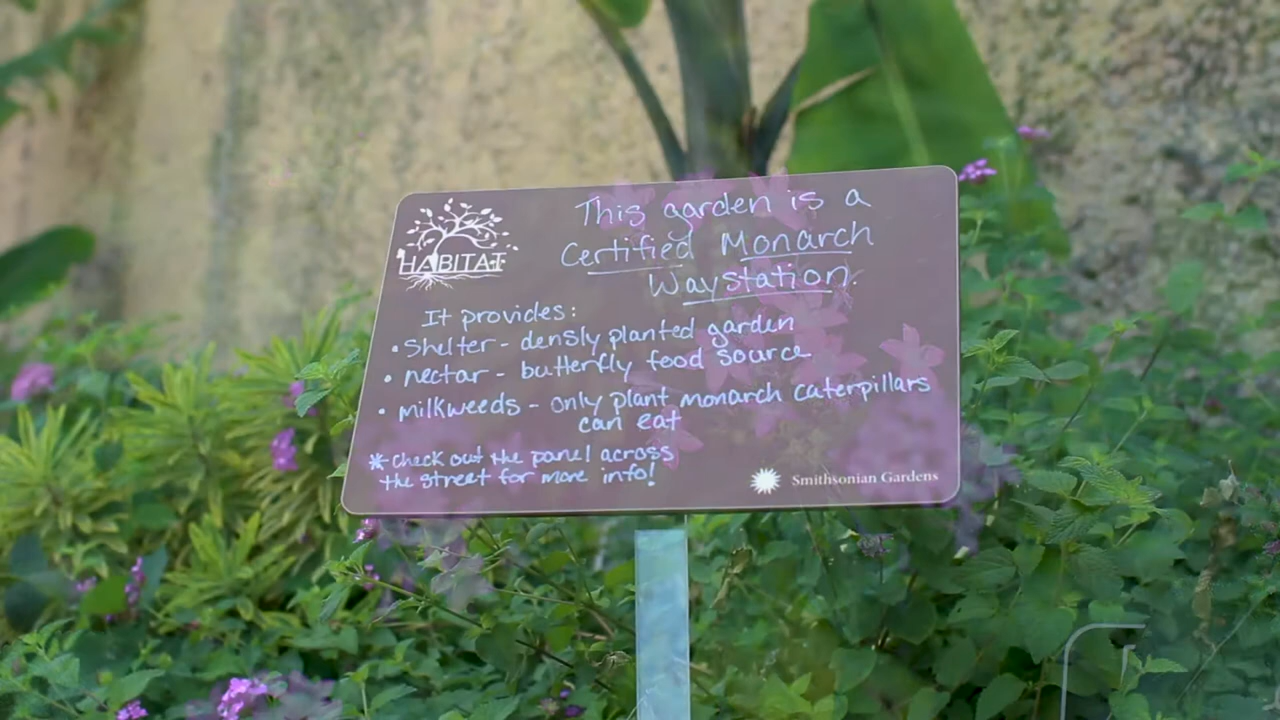 HABITAT
This garden is a
Certified Monarch
Waystation.
It provides:
• Shelter - densly planted garden
• nectar - butterfly food source
• milkweeds - only plant monarch caterpillars
can eat
* Check out the panel across
the street for more info!
Smithsonian Gardens